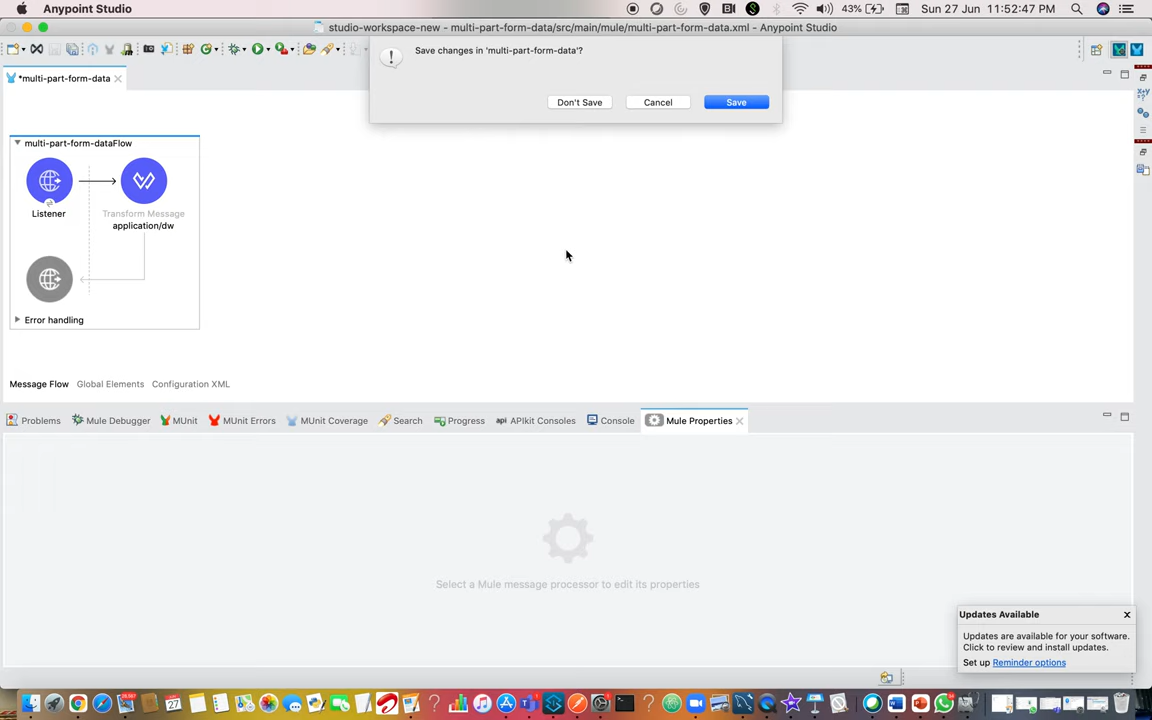 Anypoint Studio
43%
Sun 27 Jun 11:52:47 PM
studio-workspace-new - multi-part-form-data/src/main/mule/multi-part-form-data.xml - Anypoint Studio
Save changes in 'multi-part-form-data'?
Don't Save
Cancel
Save
*multi-part-form-data
multi-part-form-dataFlow
Listener
Transform Message
application/dw
Error handling
Message Flow
Global Elements
Configuration XML
Problems
Mule Debugger
MUnit
MUnit Errors
MUnit Coverage
Search
Progress
api APIkit Consoles
Console
Mule Properties
Select a Mule message processor to edit its properties
Updates Available
Updates are available for your software.
Click to review and install updates.
Set up Reminder options